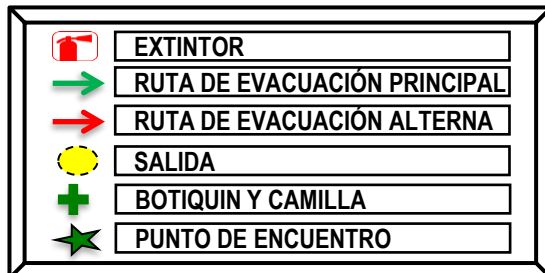 EXTINTOR
RUTA DE EVACUACIÓN PRINCIPAL
RUTA DE EVACUACIÓN ALTERNA
SALIDA
BOTIQUIN Y CAMILLA
PUNTO DE ENCUENTRO